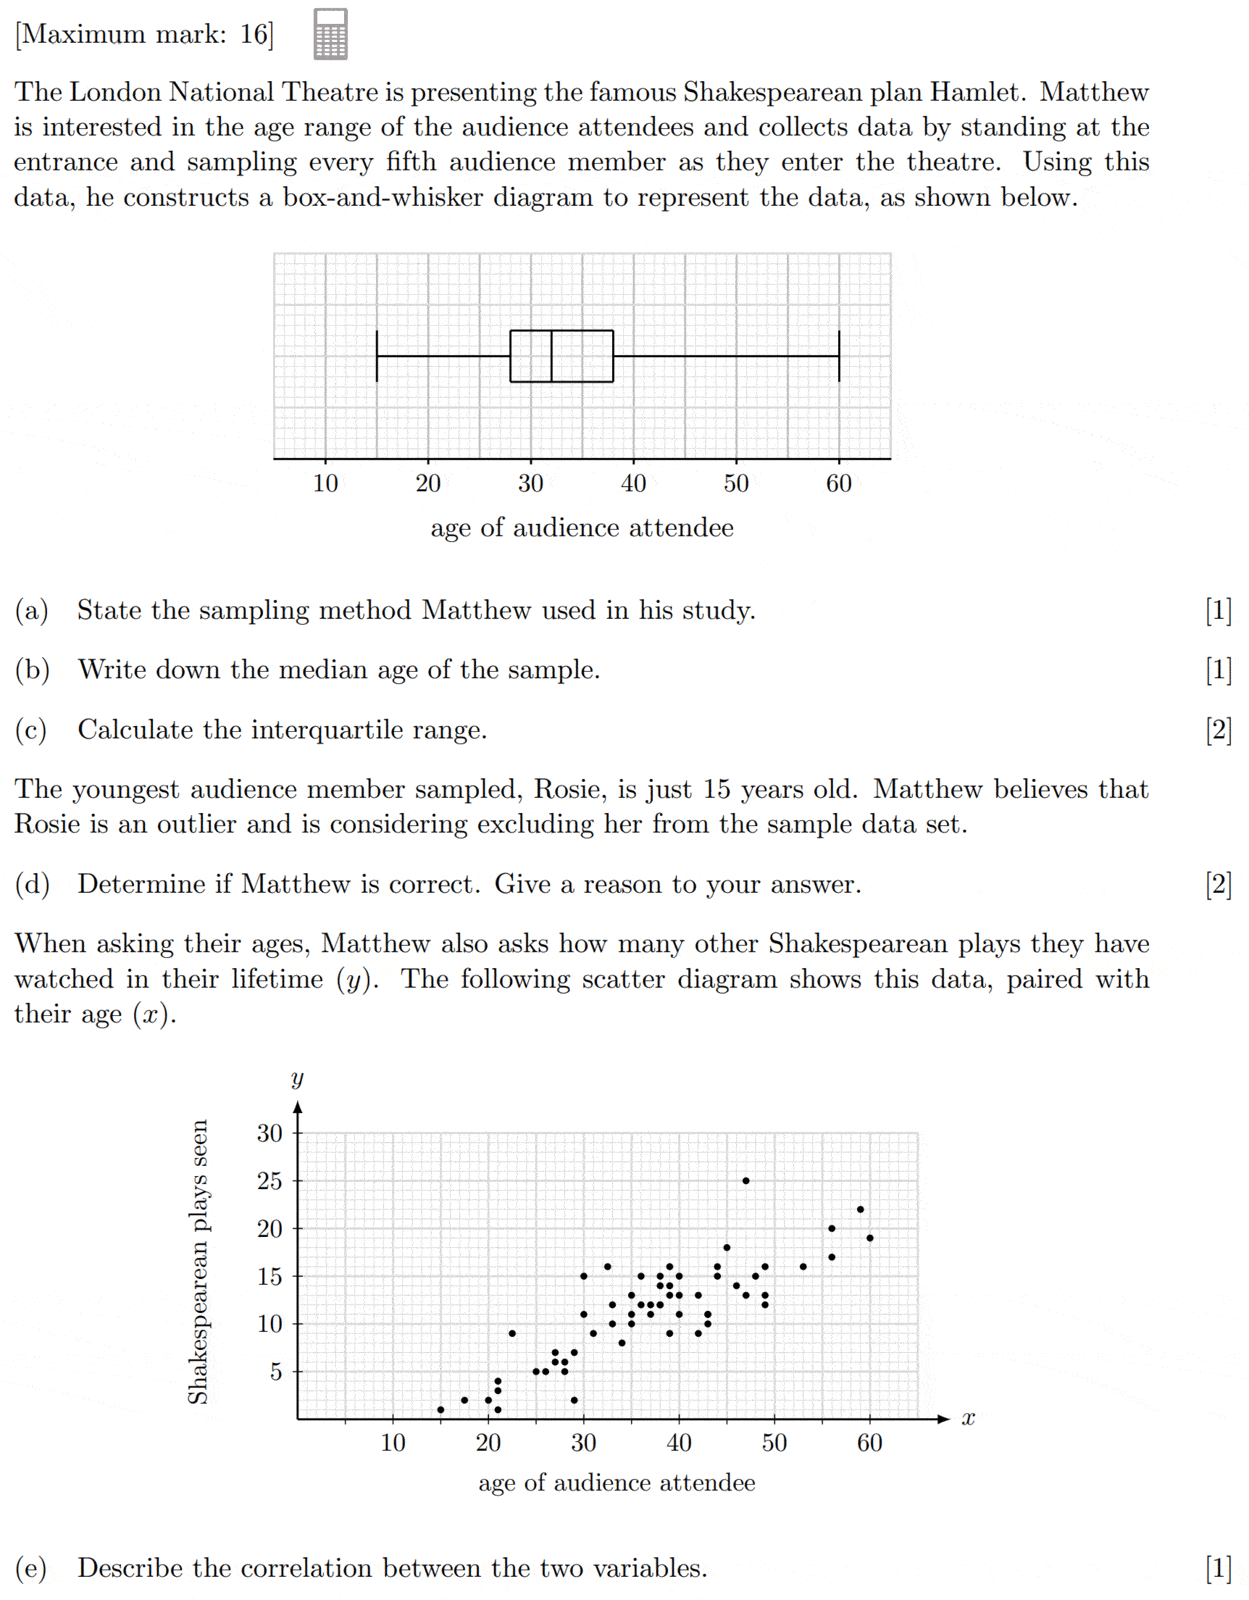 [Maximum mark: 16]
The London National Theatre is presenting the famous Shakespearean plan Hamlet. Matthew
is interested in the age range of the audience attendees and collects data by standing at the
entrance and sampling every fifth audience member as they enter the theatre. Using this
data, he constructs a box-and-whisker diagram to represent the data, as shown below.
10 20 30 40 50 60
age of audience attendee
(a) State the sampling method Matthew used in his study. [1]
(b) Write down the median age of the sample. [1]
(c) Calculate the interquartile range. [2]
The youngest audience member sampled, Rosie, is just 15 years old. Matthew believes that
Rosie is an outlier and is considering excluding her from the sample data set.
(d) Determine if Matthew is correct. Give a reason to your answer. [2]
When asking their ages, Matthew also asks how many other Shakespearean plays they have
watched in their lifetime (y). The following scatter diagram shows this data, paired with
their age (x).
y
Shakespearean plays seen
30
25
20
15
10
5
x
10 20 30 40 50 60
age of audience attendee
(e) Describe the correlation between the two variables. [1]